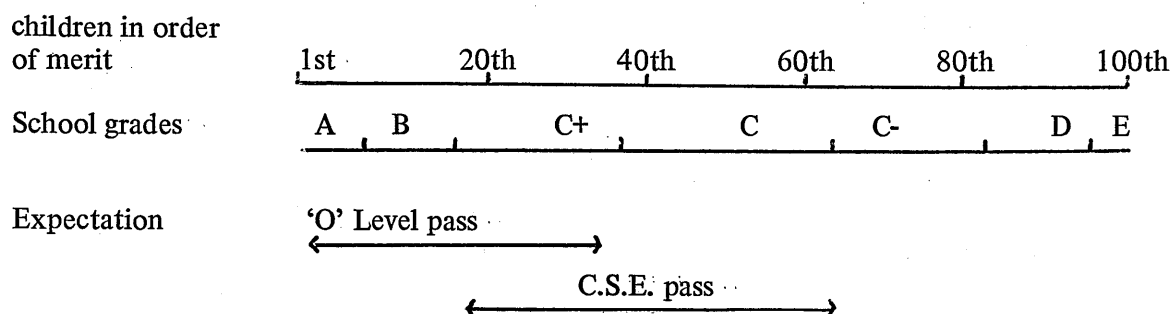 children in order
of merit 1st 20th 40th 60th 80th 100th
School grades A B C+ C C- D E
Expectation 'O' Level pass
C.S.E. pass